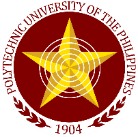 POLYTECHNIC UNIVERSITY OF THE PHILIPPINES
1904